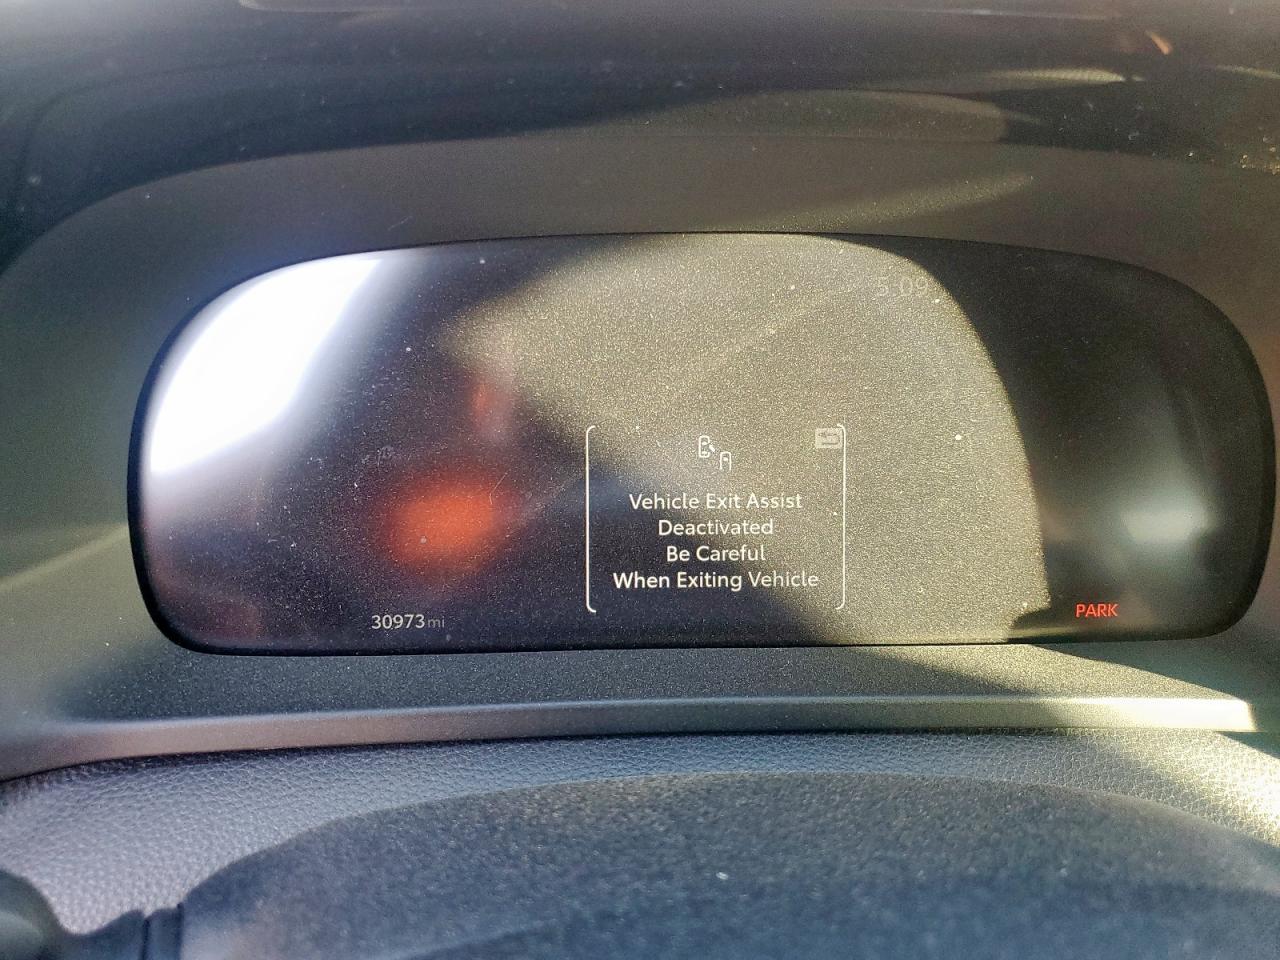 5:09
Vehicle Exit Assist
Deactivated
Be Careful
When Exiting Vehicle
30973 mi
PARK